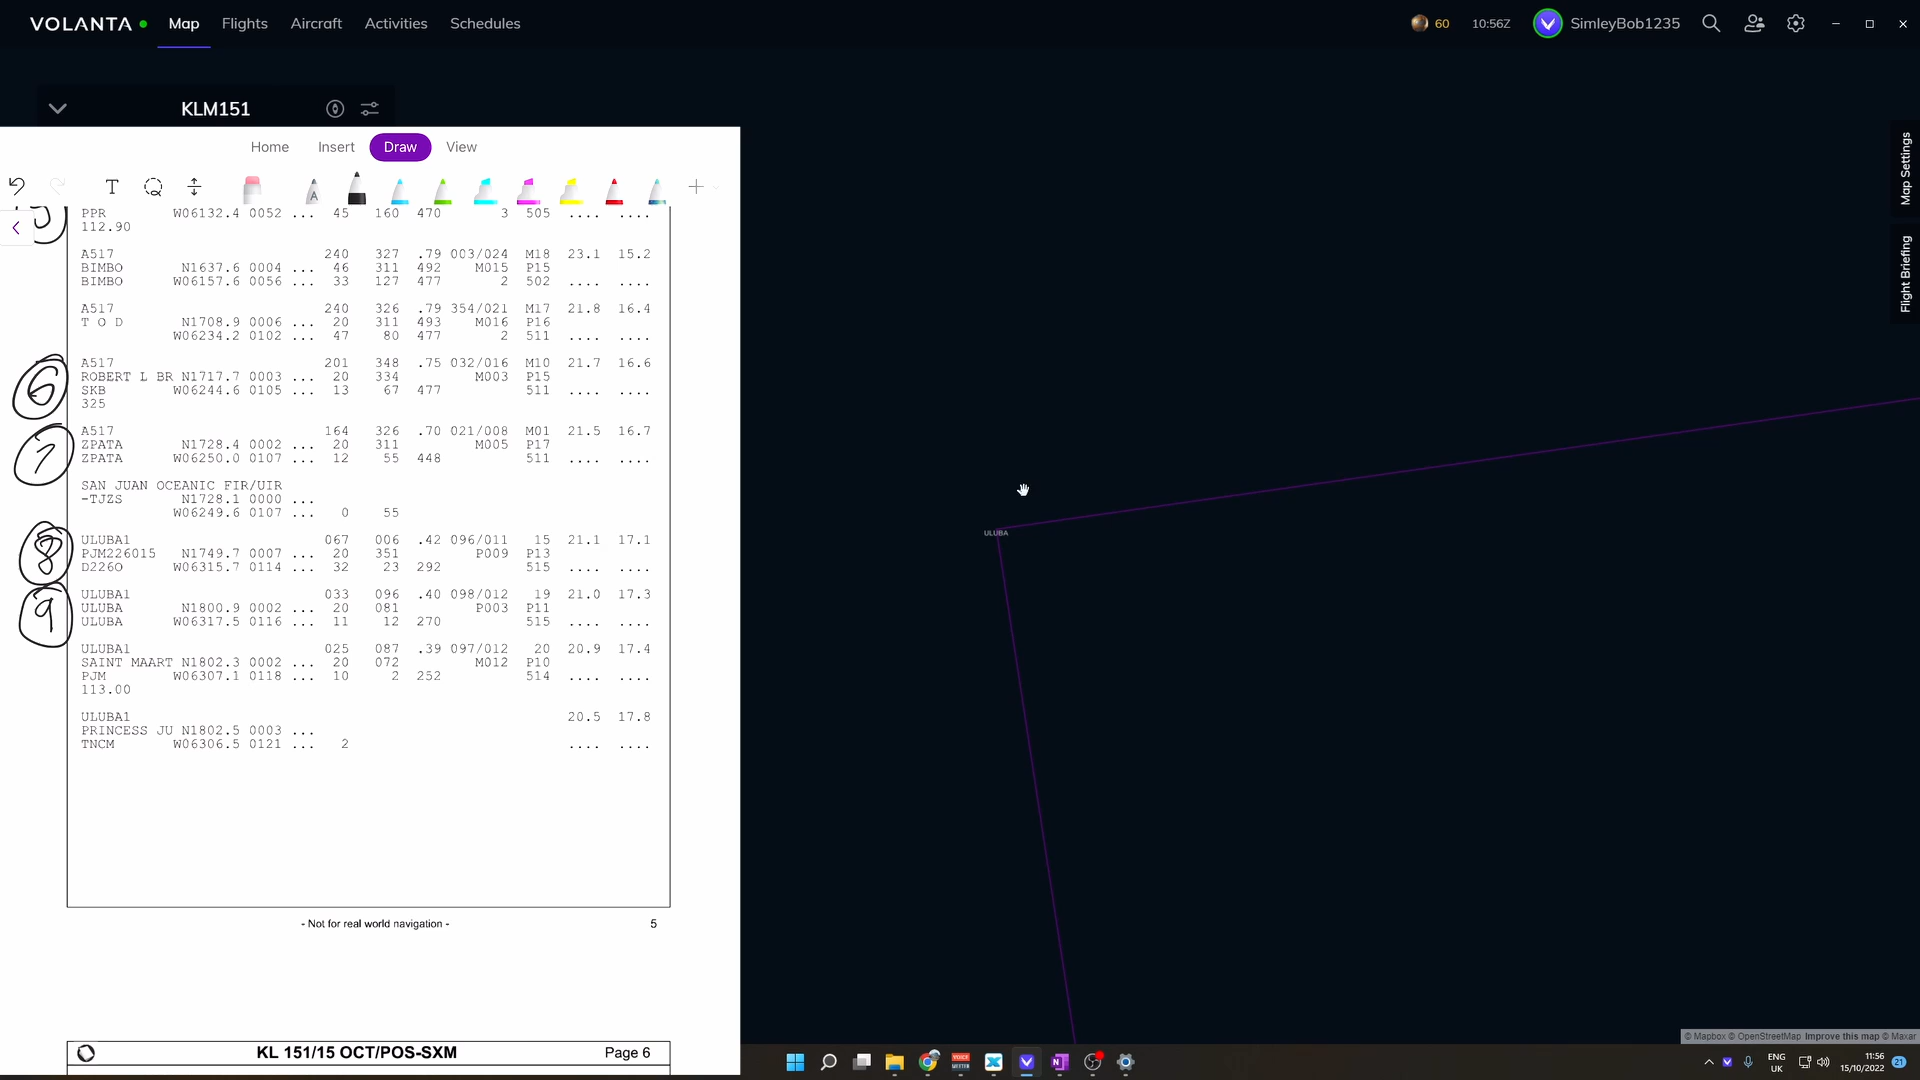 VOLANTA Map Flights Aircraft Activities Schedules 60 10:56Z SimleyBob1235
KLM151
Map Settings
Flight Briefing
Home Insert Draw View
T A
PPR W06132.4 0052 ... 45 160 470 3 505 .... ....
112.90
A517 240 327 .79 003/024 M18 23.1 15.2
BIMBO N1637.6 0004 ... 46 311 492 M015 P15
BIMBO W06157.6 0056 ... 33 127 477 2 502 .... ....
A517 240 326 .79 354/021 M17 21.8 16.4
T O D N1708.9 0006 ... 20 311 493 M016 P16
W06234.2 0102 ... 47 80 477 2 511 .... ....
6
A517 201 348 .75 032/016 M10 21.7 16.6
ROBERT L BR N1717.7 0003 ... 20 334 M003 P15
SKB W06244.6 0105 ... 13 67 477 511 .... ....
325
7
A517 164 326 .70 021/008 M01 21.5 16.7
ZPATA N1728.4 0002 ... 20 311 M005 P17
ZPATA W06250.0 0107 ... 12 55 448 511 .... ....
SAN JUAN OCEANIC FIR/UIR
-TJZS N1728.1 0000 ...
W06249.6 0107 ... 0 55
8
ULUBA1 067 006 .42 096/011 15 21.1 17.1
PJM226015 N1749.7 0007 ... 20 351 P009 P13
D226O W06315.7 0114 ... 32 23 292 515 .... ....
9
ULUBA1 033 096 .40 098/012 19 21.0 17.3
ULUBA N1800.9 0002 ... 20 081 P003 P11
ULUBA W06317.5 0116 ... 11 12 270 515 .... ....
ULUBA1 025 087 .39 097/012 20 20.9 17.4
SAINT MAART N1802.3 0002 ... 20 072 M012 P10
PJM W06307.1 0118 ... 10 2 252 514 .... ....
113.00
ULUBA1 20.5 17.8
PRINCESS JU N1802.5 0003 ...
TNCM W06306.5 0121 ... 2 .... ....
- Not for real world navigation - 5
KL 151/15 OCT/POS-SXM Page 6
ULUBA
© Mapbox © OpenStreetMap Improve this map © Maxar
ENG
UK
11:56
15/10/2022
21